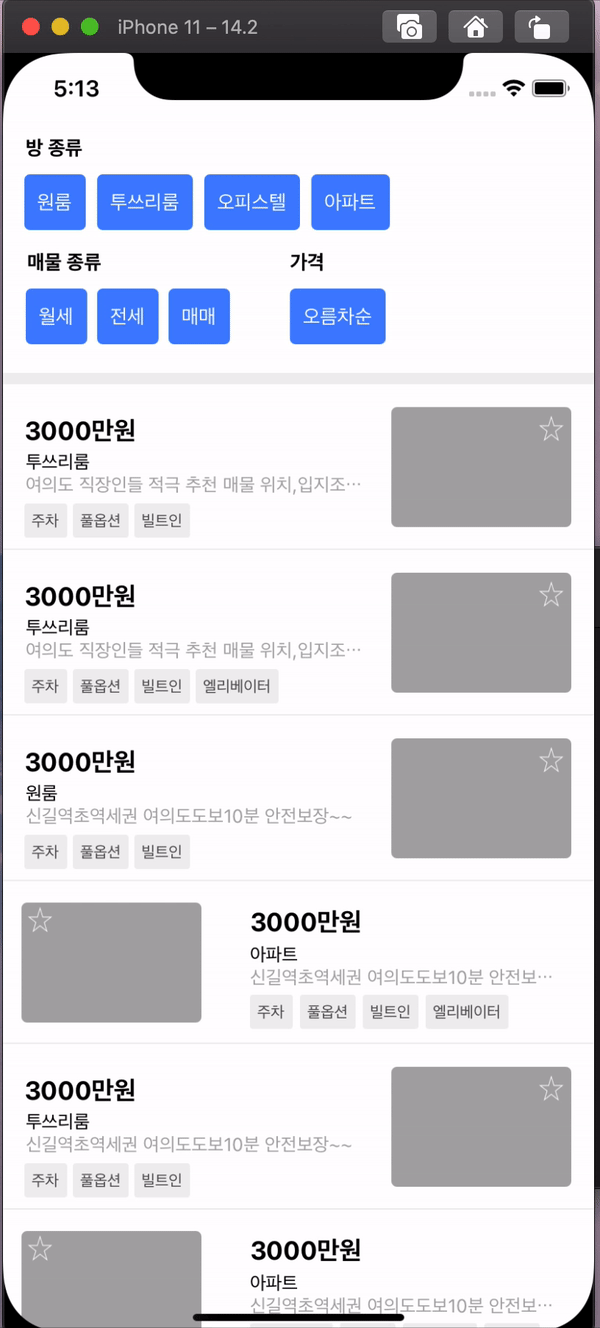 iPhone 11 – 14.2
5:13
방 종류
원룸 투쓰리룸 오피스텔 아파트
매물 종류 가격
월세 전세 매매 오름차순
3000만원
투쓰리룸
여의도 직장인들 적극 추천 매물 위치,입지조…
주차 풀옵션 빌트인
3000만원
투쓰리룸
여의도 직장인들 적극 추천 매물 위치,입지조…
주차 풀옵션 빌트인 엘리베이터
3000만원
원룸
신길역초역세권 여의도도보10분 안전보장~~
주차 풀옵션 빌트인
3000만원
아파트
신길역초역세권 여의도도보10분 안전보…
주차 풀옵션 빌트인 엘리베이터
3000만원
투쓰리룸
신길역초역세권 여의도도보10분 안전보장~~
주차 풀옵션 빌트인
3000만원
아파트
신길역초역세권 여의도도보10분 안전보…